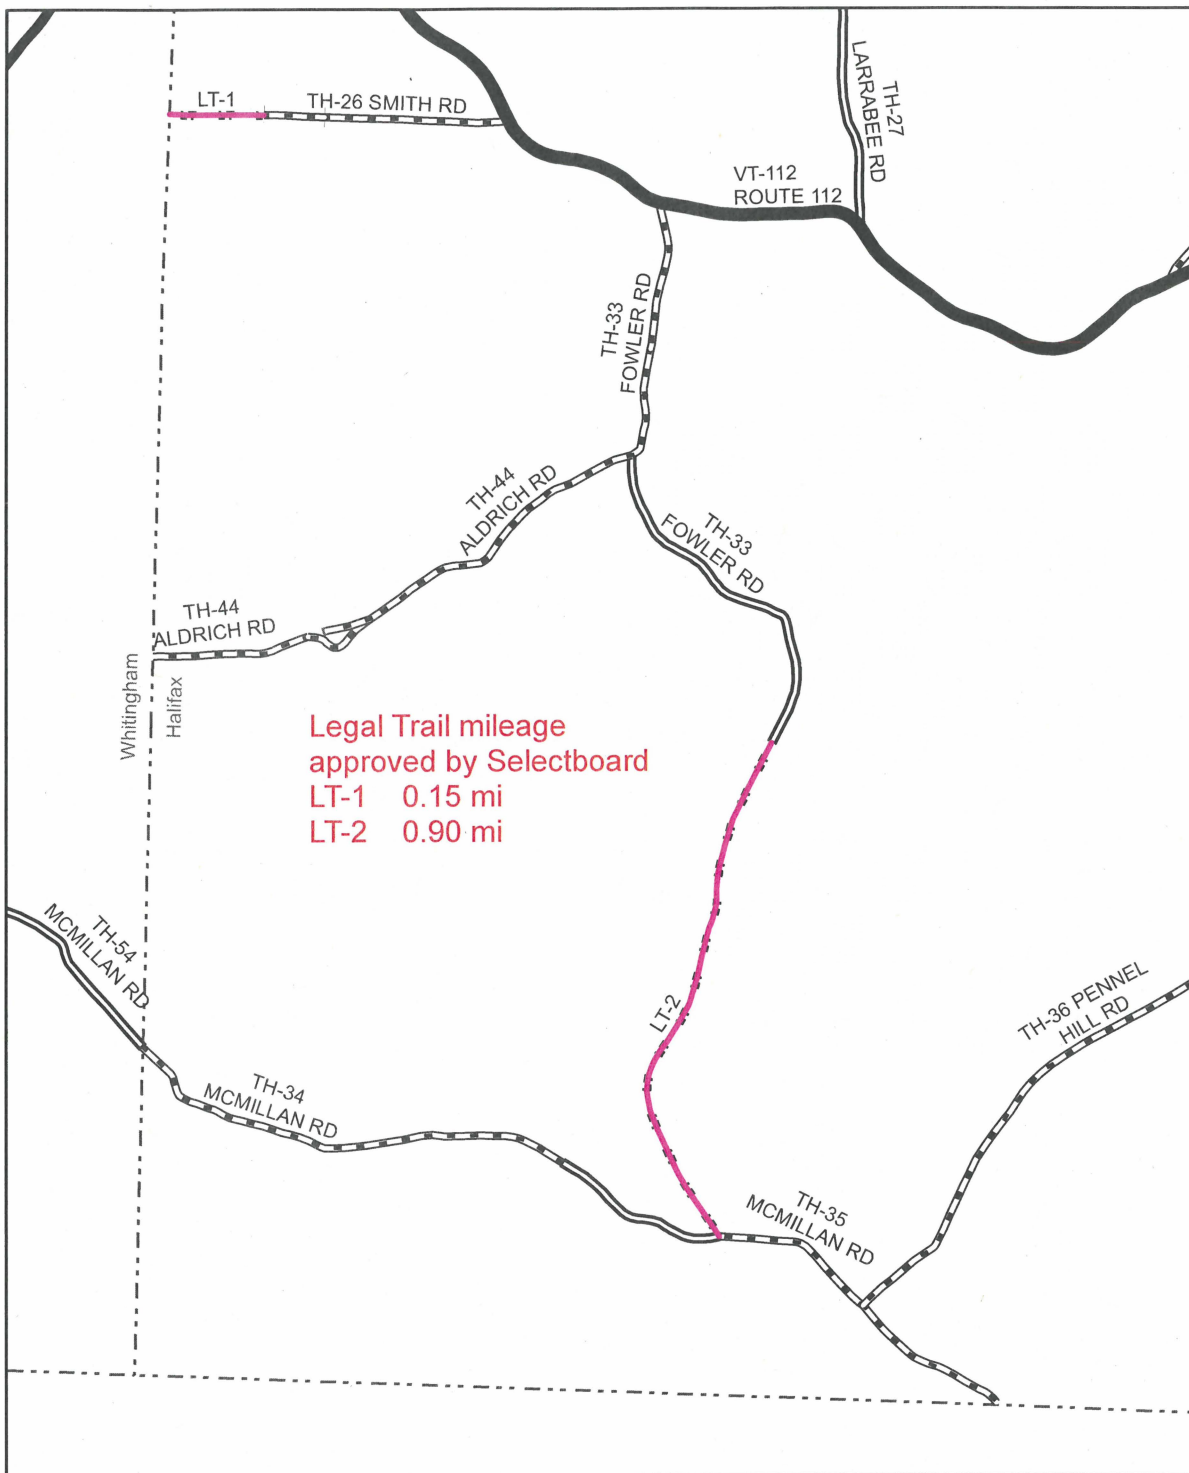 LT-1
TH-26 SMITH RD
TH-27
LARRABEE RD
VT-112
ROUTE 112
TH-33
FOWLER RD
TH-44
ALDRICH RD
TH-33
FOWLER RD
TH-44
ALDRICH RD
Whitingham
Halifax
Legal Trail mileage
approved by Selectboard
LT-1 0.15 mi
LT-2 0.90 mi
TH-54
MCMILLAN RD
LT-2
TH-36 PENNEL
HILL RD
TH-34
MCMILLAN RD
TH-35
MCMILLAN RD